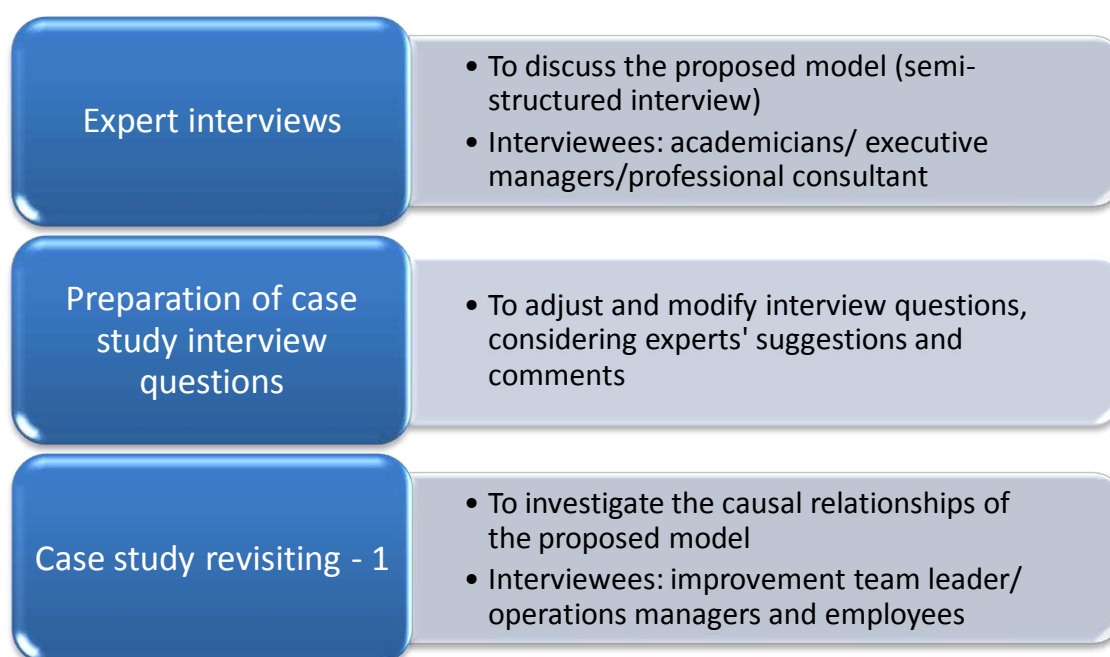 Expert interviews
• To discuss the proposed model (semi-
structured interview)
• Interviewees: academicians/ executive
managers/professional consultant
Preparation of case
study interview
questions
• To adjust and modify interview questions,
considering experts' suggestions and
comments
Case study revisiting - 1
• To investigate the causal relationships of
the proposed model
• Interviewees: improvement team leader/
operations managers and employees